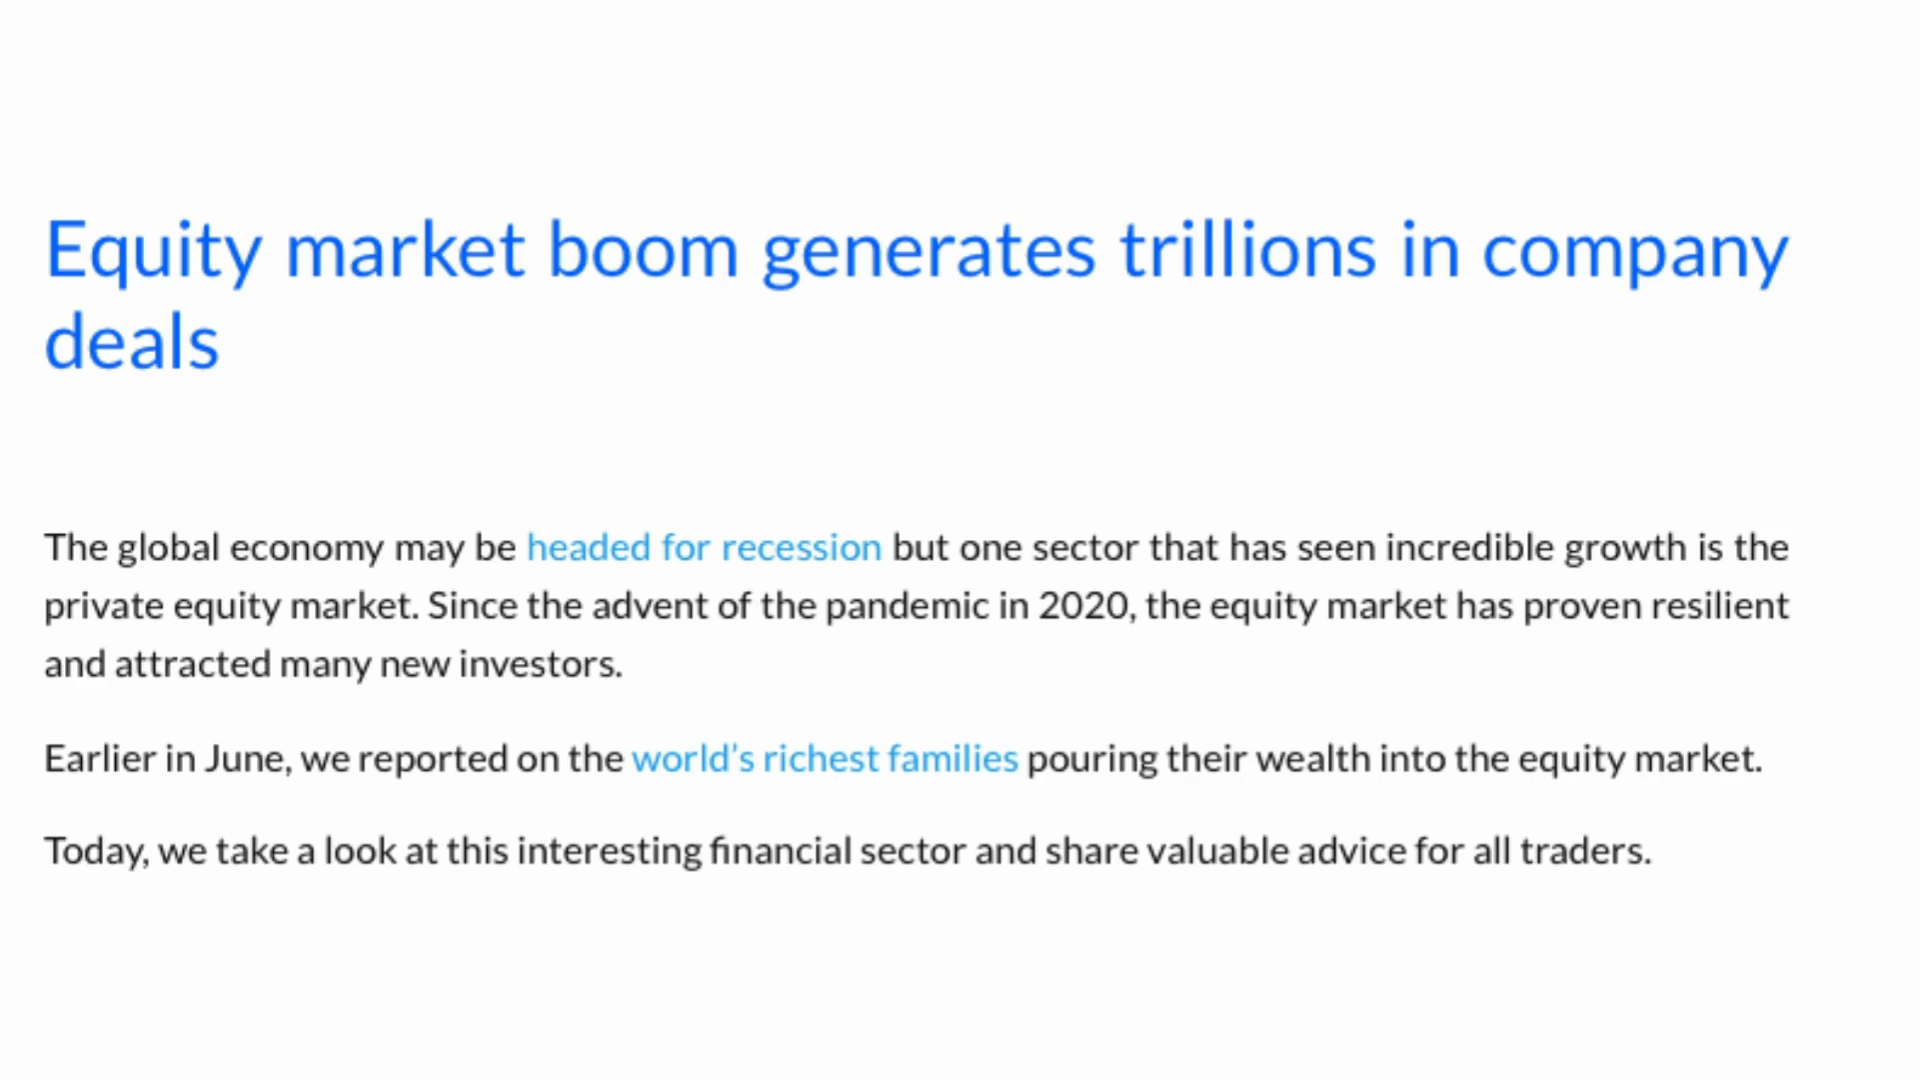 Equity market boom generates trillions in company
deals
The global economy may be headed for recession but one sector that has seen incredible growth is the
private equity market. Since the advent of the pandemic in 2020, the equity market has proven resilient
and attracted many new investors.
Earlier in June, we reported on the world’s richest families pouring their wealth into the equity market.
Today, we take a look at this interesting financial sector and share valuable advice for all traders.